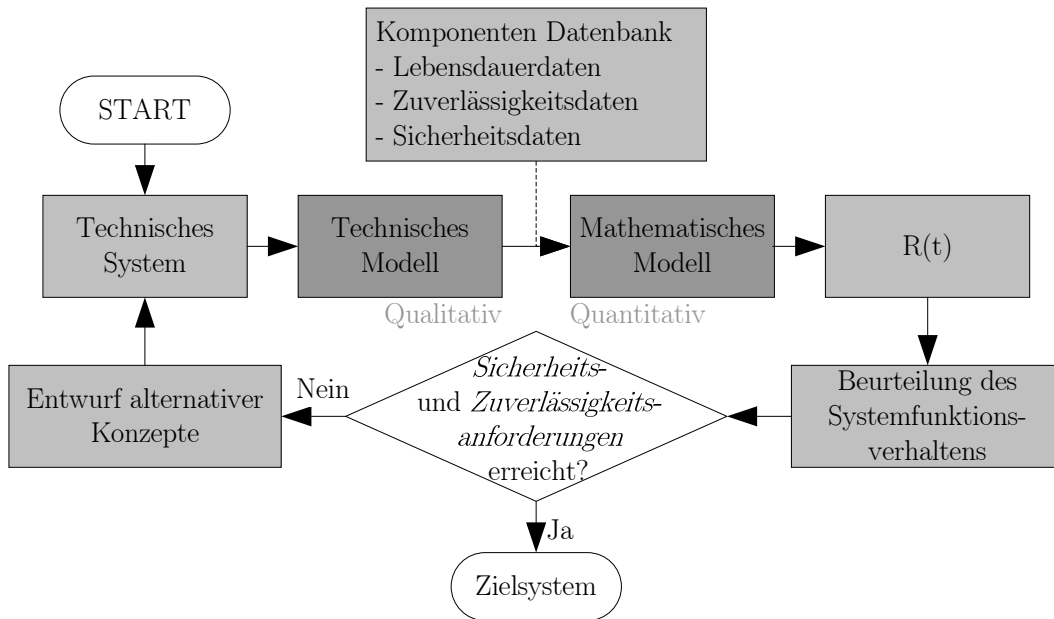 Komponenten Datenbank
- Lebensdauerdaten
- Zuverlässigkeitsdaten
- Sicherheitsdaten
START
Technisches
System
Technisches
Modell
Mathematisches
Modell
R(t)
Qualitativ
Quantitativ
Entwurf alternativer
Konzepte
Nein
Sicherheits-
und Zuverlässigkeits-
anforderungen
erreicht?
Beurteilung des
Systemfunktions-
verhaltens
Ja
Zielsystem